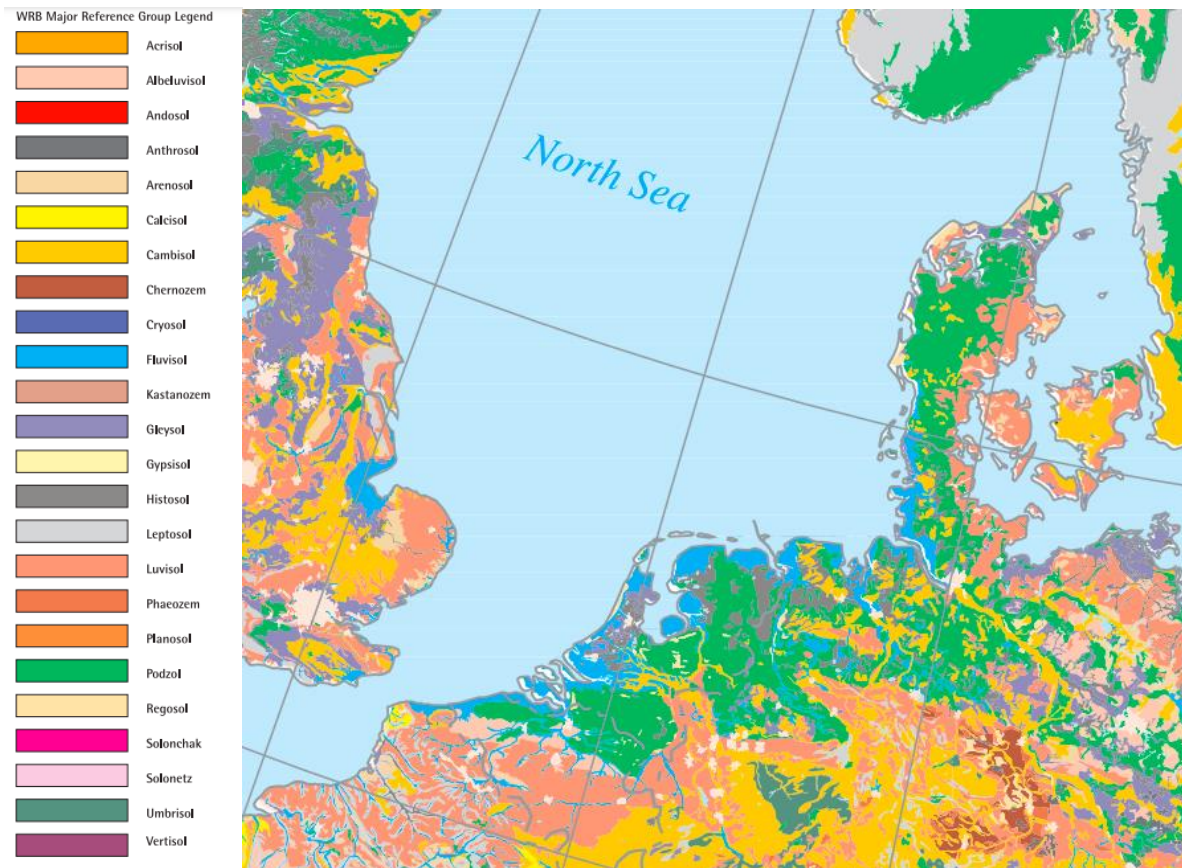 WRB Major Reference Group Legend
Acrisol
Albeluvisol
Andosol
Anthrosol
Arenosol
Calcisol
Cambisol
Chernozem
Cryosol
Fluvisol
Kastanozem
Gleysol
Gypsisol
Histosol
Leptosol
Luvisol
Phaeozem
Planosol
Podzol
Regosol
Solonchak
Solonetz
Umbrisol
Vertisol
North Sea